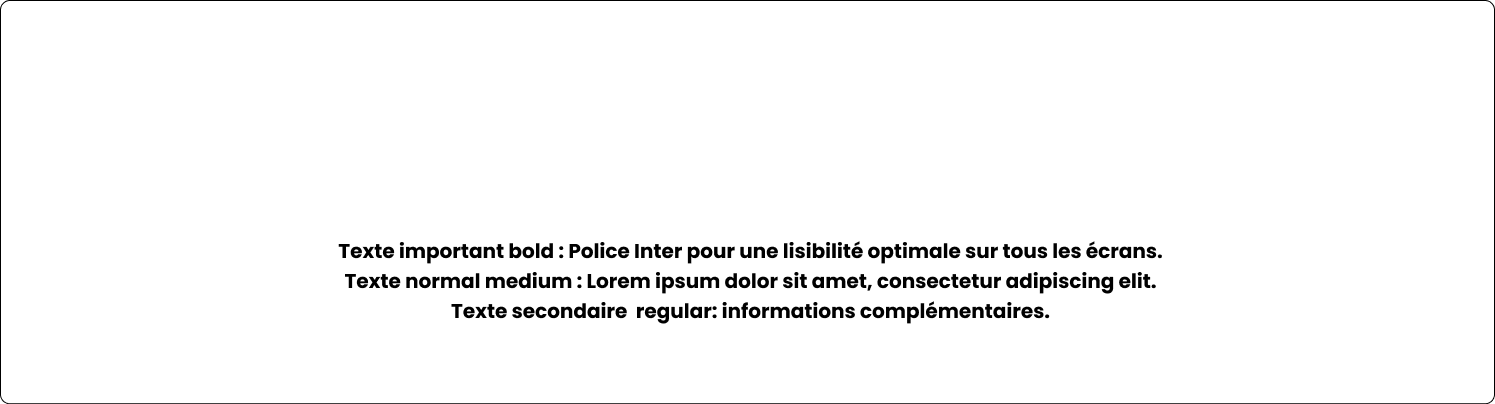 Texte important bold : Police Inter pour une lisibilité optimale sur tous les écrans.
Texte normal medium : Lorem ipsum dolor sit amet, consectetur adipiscing elit.
Texte secondaire  regular: informations complémentaires.